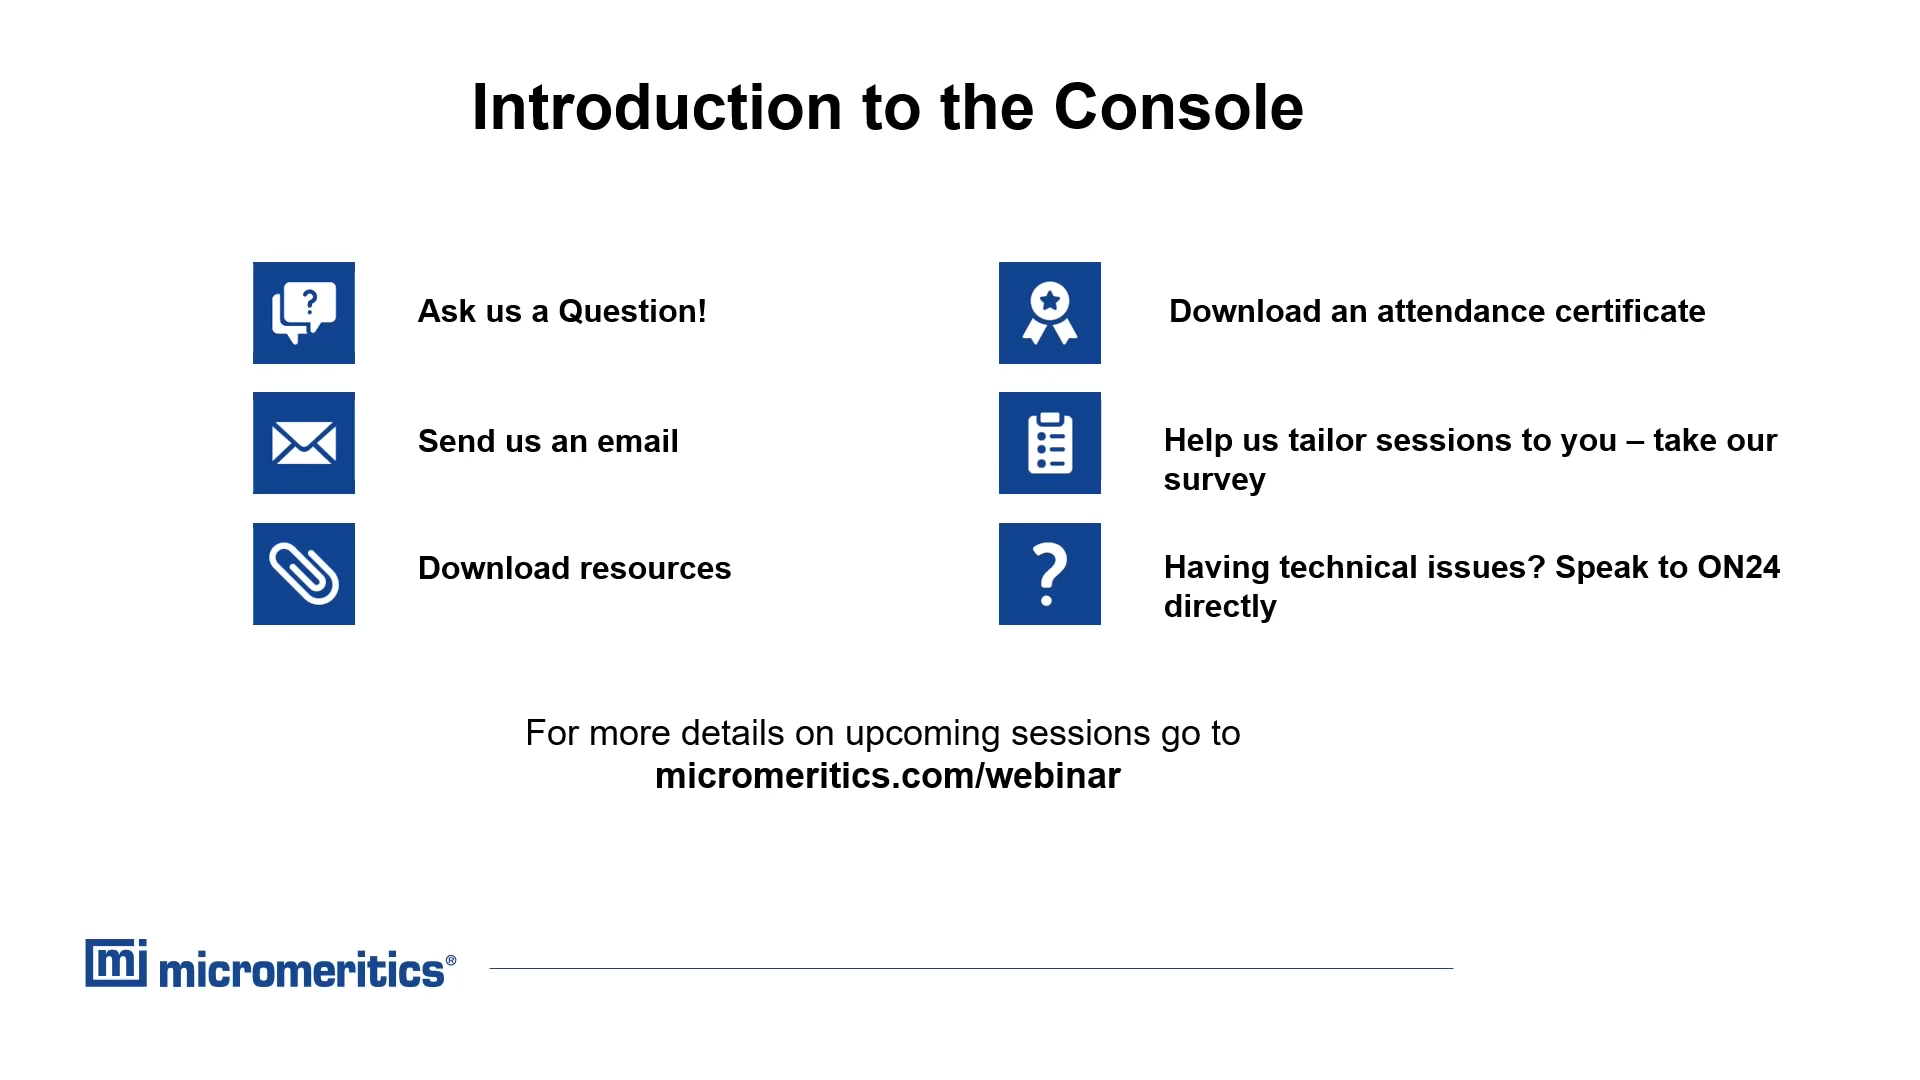 Introduction to the Console
?
Ask us a Question!
Download an attendance certificate
Send us an email
Help us tailor sessions to you – take our
survey
Download resources
?
Having technical issues? Speak to ON24
directly
For more details on upcoming sessions go to
micromeritics.com/webinar
mi micromeritics®